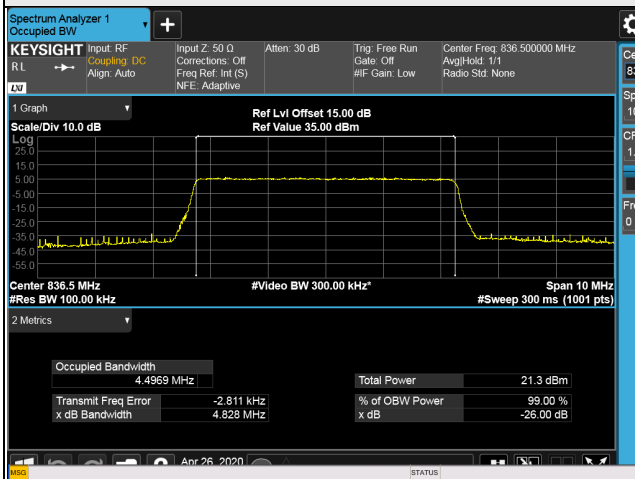 Spectrum Analyzer 1
Occupied BW
+
KEYSIGHT Input: RF Input Z: 50 Ω Atten: 30 dB Trig: Free Run Center Freq: 836.500000 MHz
RL Coupling: DC Corrections: Off Gate: Off Avg|Hold: 1/1
Align: Auto Freq Ref: Int (S) #IF Gain: Low Radio Std: None
LXI NFE: Adaptive
1 Graph
Ref Lvl Offset 15.00 dB
Scale/Div 10.0 dB Ref Value 35.00 dBm
Log
25.0
15.0
5.00
-5.00
-15.0
-25.0
-35.0
-45.0
-55.0
Center 836.5 MHz #Video BW 300.00 kHz* Span 10 MHz
#Res BW 100.00 kHz #Sweep 300 ms (1001 pts)
2 Metrics
Occupied Bandwidth
4.4969 MHz Total Power 21.3 dBm
Transmit Freq Error -2.811 kHz % of OBW Power 99.00 %
x dB Bandwidth 4.828 MHz x dB -26.00 dB
Apr 26, 2020
MSG STATUS